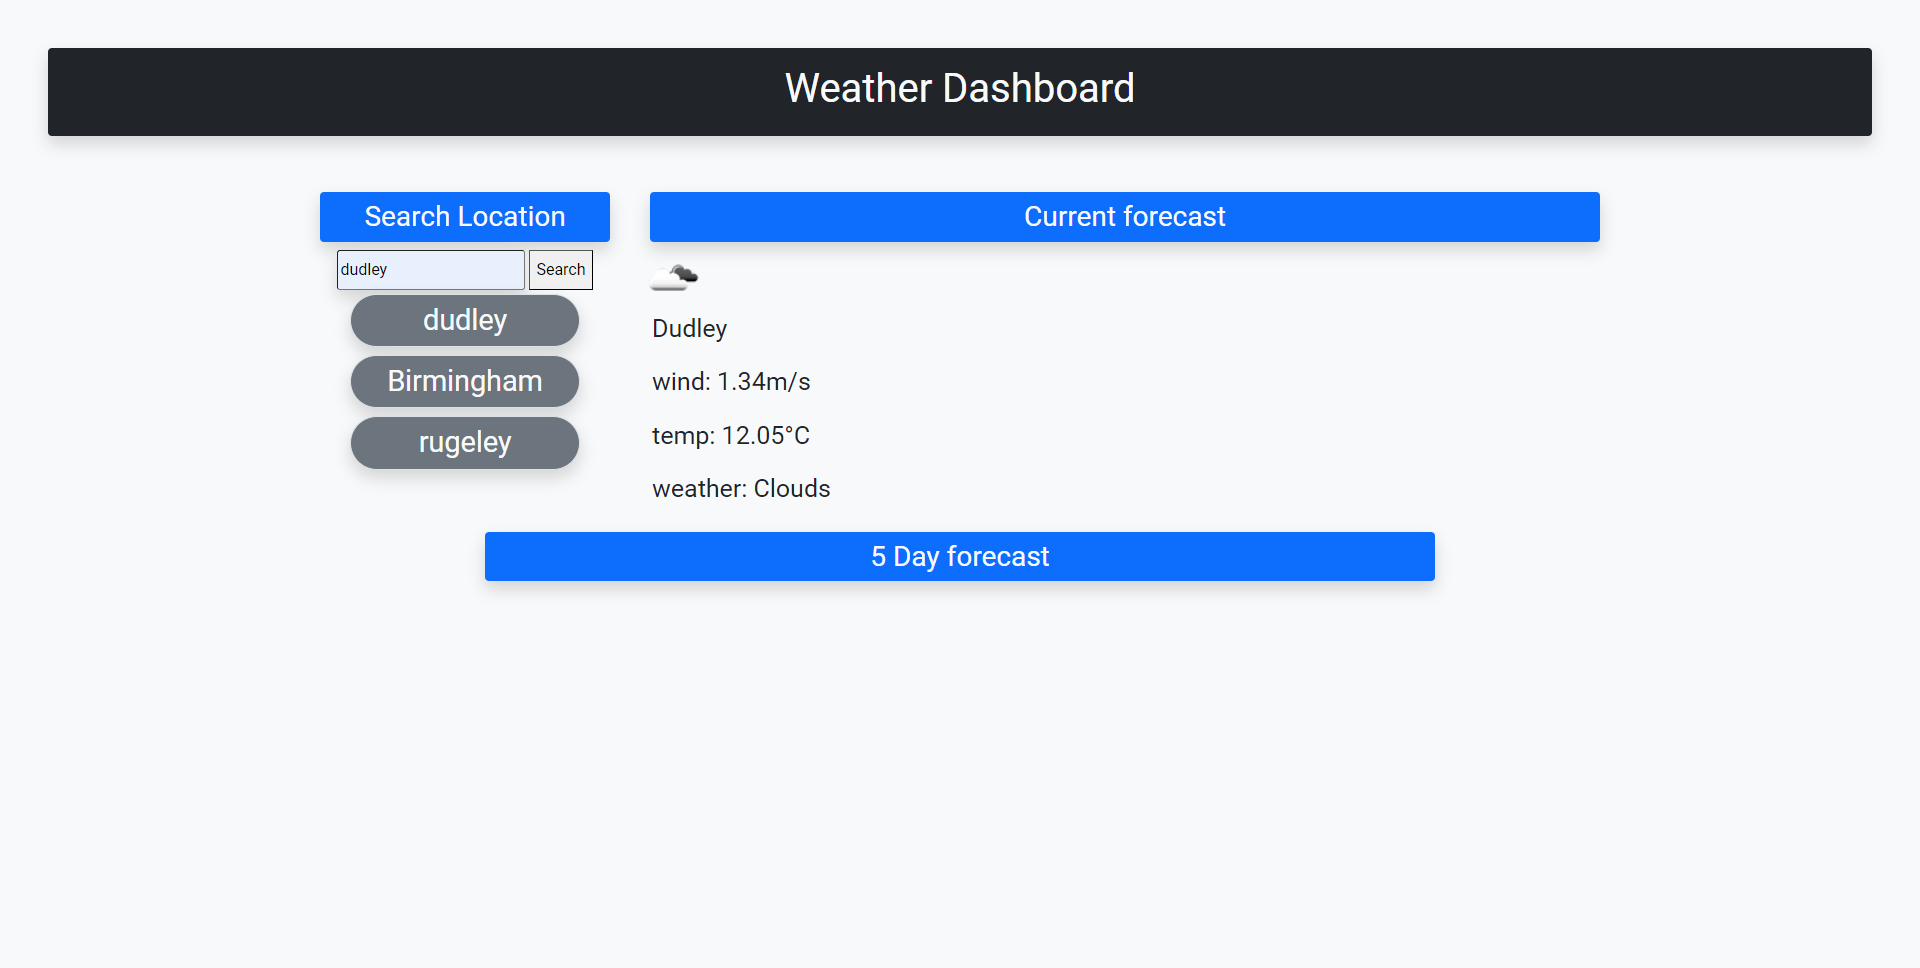 Weather Dashboard
Search Location
dudley
Search
dudley
Birmingham
rugeley
Current forecast
Dudley
wind: 1.34m/s
temp: 12.05°C
weather: Clouds
5 Day forecast